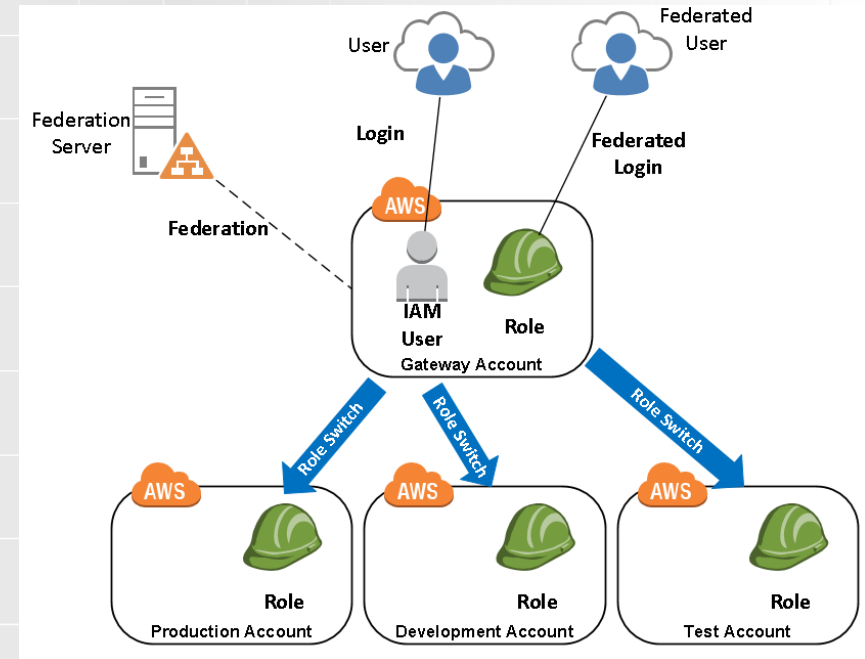 User
Federated
User
Federation
Server
Login
Federated
Login
Federation
AWS
IAM
User
Role
Gateway Account
Role Switch
Role Switch
Role Switch
AWS
AWS
AWS
Role
Role
Role
Production Account
Development Account
Test Account